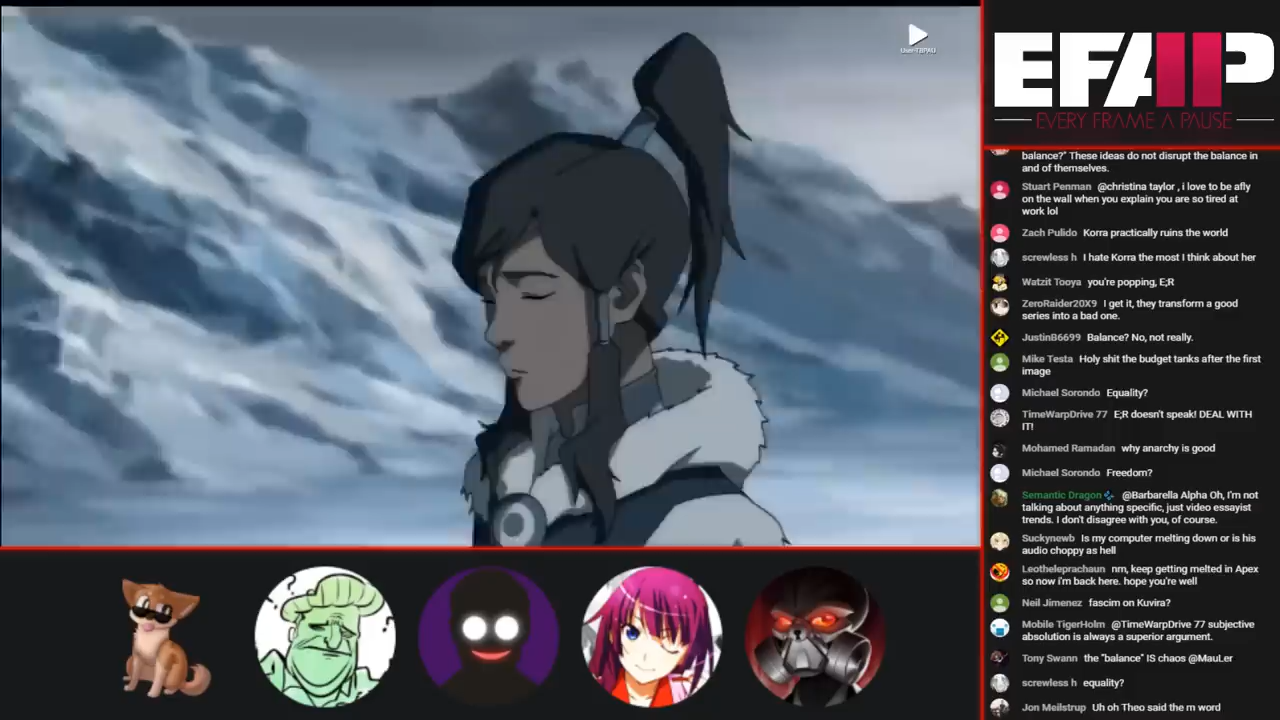 User-TBPAU
EFAP
EVERY FRAME A PAUSE
balance?" These ideas do not disrupt the balance in
and of themselves.
Stuart Penman @christina taylor , i love to be afly
on the wall when you explain you are so tired at
work lol
Zach Pulido Korra practically ruins the world
screwless h I hate Korra the most I think about her
Watzit Tooya you're popping, E;R
ZeroRaider20X9 I get it, they transform a good
series into a bad one.
JustinB6699 Balance? No, not really.
Mike Testa Holy shit the budget tanks after the first
image
Michael Sorondo Equality?
TimeWarpDrive 77 E;R doesn't speak! DEAL WITH
IT!
Mohamed Ramadan why anarchy is good
Michael Sorondo Freedom?
Semantic Dragon @Barbarella Alpha Oh, I'm not
talking about anything specific, just video essayist
trends. I don't disagree with you, of course.
Suckynewb Is my computer melting down or is his
audio choppy as hell
Leotheleprachaun nm, keep getting melted in Apex
so now i'm back here. hope you're well
Neil Jimenez fascim on Kuvira?
Mobile TigerHolm @TimeWarpDrive 77 subjective
absolution is always a superior argument.
Tony Swann the "balance" IS chaos @MauLer
screwless h equality?
Jon Meilstrup Uh oh Theo said the m word